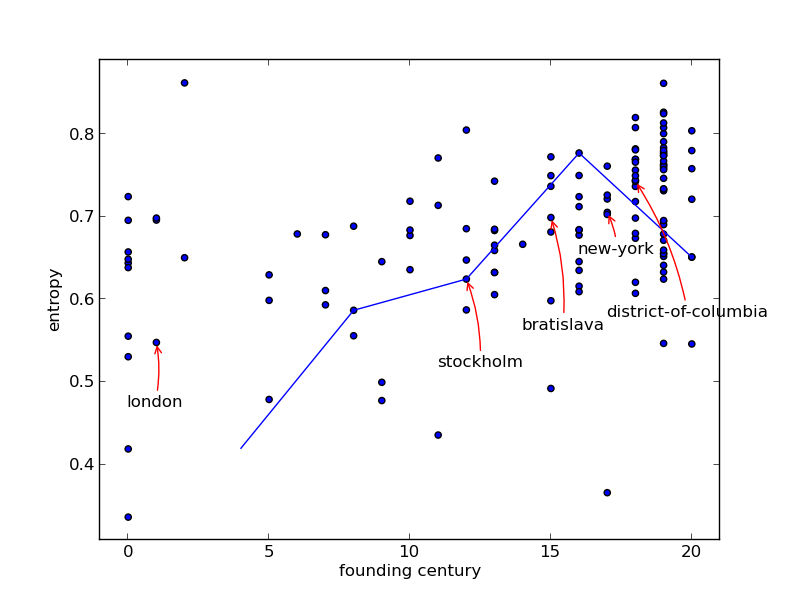 0.8
0.7
new-york
0.6
district-of-columbia
bratislava
stockholm
0.5
london
0.4
0 5 10 15 20
founding century
entropy